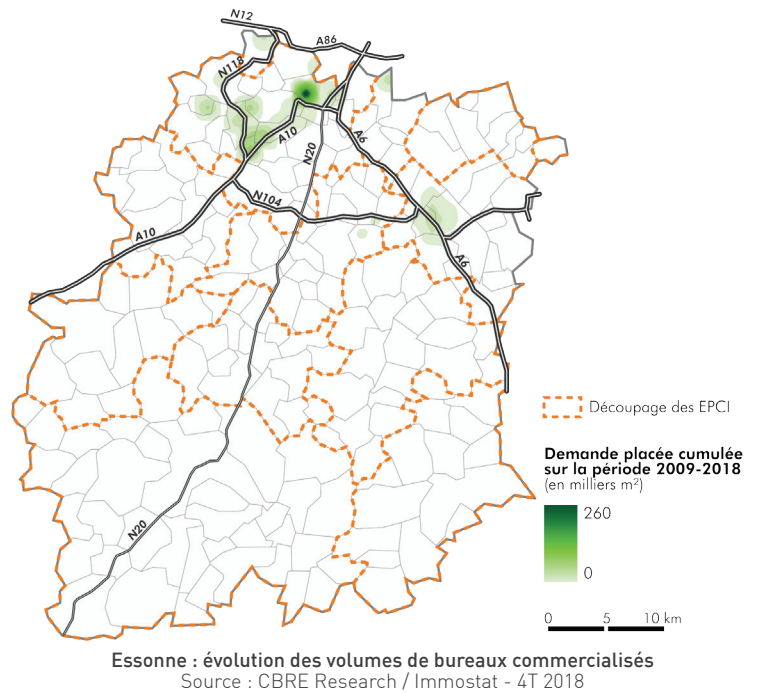 N12
A86
N118
A10
A6
N20
N104
A10
A6
N20
Découpage des EPCI
Demande placée cumulée
sur la période 2009-2018
(en milliers m²)
260
0
0 5 10 km
Essonne : évolution des volumes de bureaux commercialisés
Source : CBRE Research / Immostat - 4T 2018